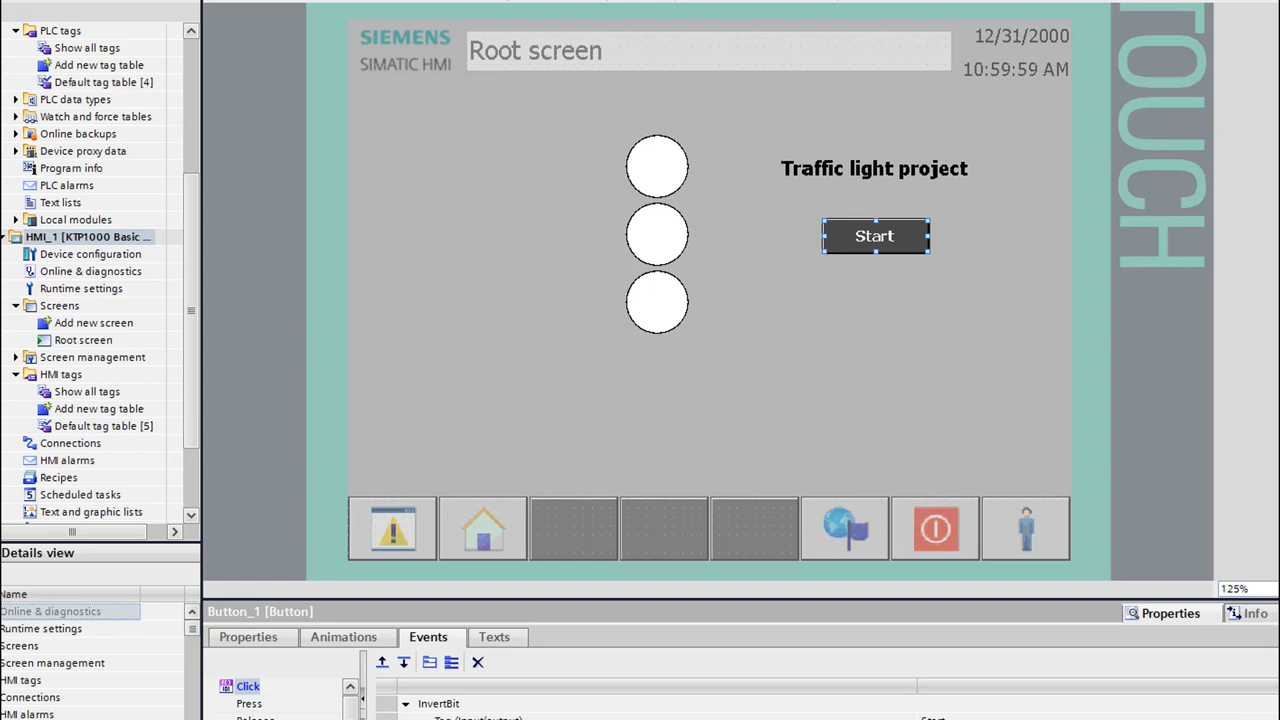 PLC tags
Show all tags
Add new tag table
Default tag table [4]
PLC data types
Watch and force tables
Online backups
Device proxy data
Program info
PLC alarms
Text lists
Local modules
HMI_1 [KTP1000 Basic ...
Device configuration
Online & diagnostics
Runtime settings
Screens
Add new screen
Root screen
Screen management
HMI tags
Show all tags
Add new tag table
Default tag table [5]
Connections
HMI alarms
Recipes
Scheduled tasks
Text and graphic lists
Details view
Name
Online & diagnostics
Runtime settings
Screens
Screen management
HMI tags
Connections
HMI alarms
SIEMENS
SIMATIC HMI
Root screen
12/31/2000
10:59:59 AM
TOUCH
Traffic light project
Start
125%
Button_1 [Button]
Properties
Info
Properties
Animations
Events
Texts
Click
Press
Release
InvertBit
Tag (Input/output)
Start